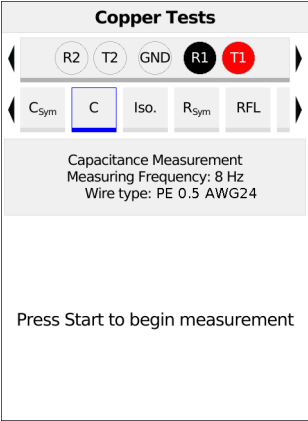 Copper Tests
R2 T2 GND R1 T1
CSym C Iso. RSym RFL
Capacitance Measurement
Measuring Frequency: 8 Hz
Wire type: PE 0.5 AWG24
Press Start to begin measurement